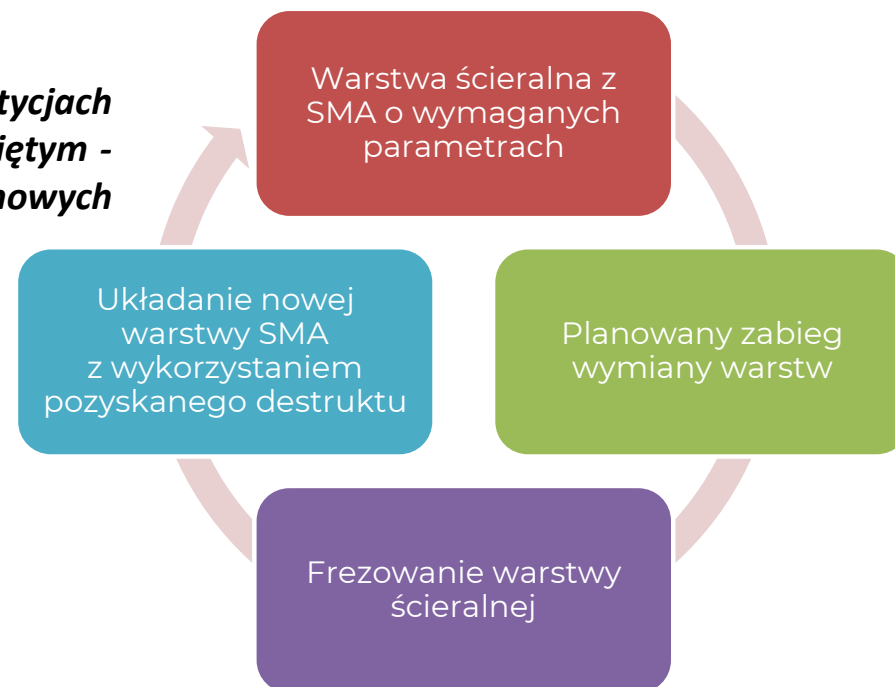 Warstwa ścieralna z
SMA o wymaganych
parametrach
Planowany zabieg
wymiany warstw
Frezowanie warstwy
ścieralnej
Układanie nowej
warstwy SMA
z wykorzystaniem
pozyskanego destruktu
tycjach
iętym -
nowych